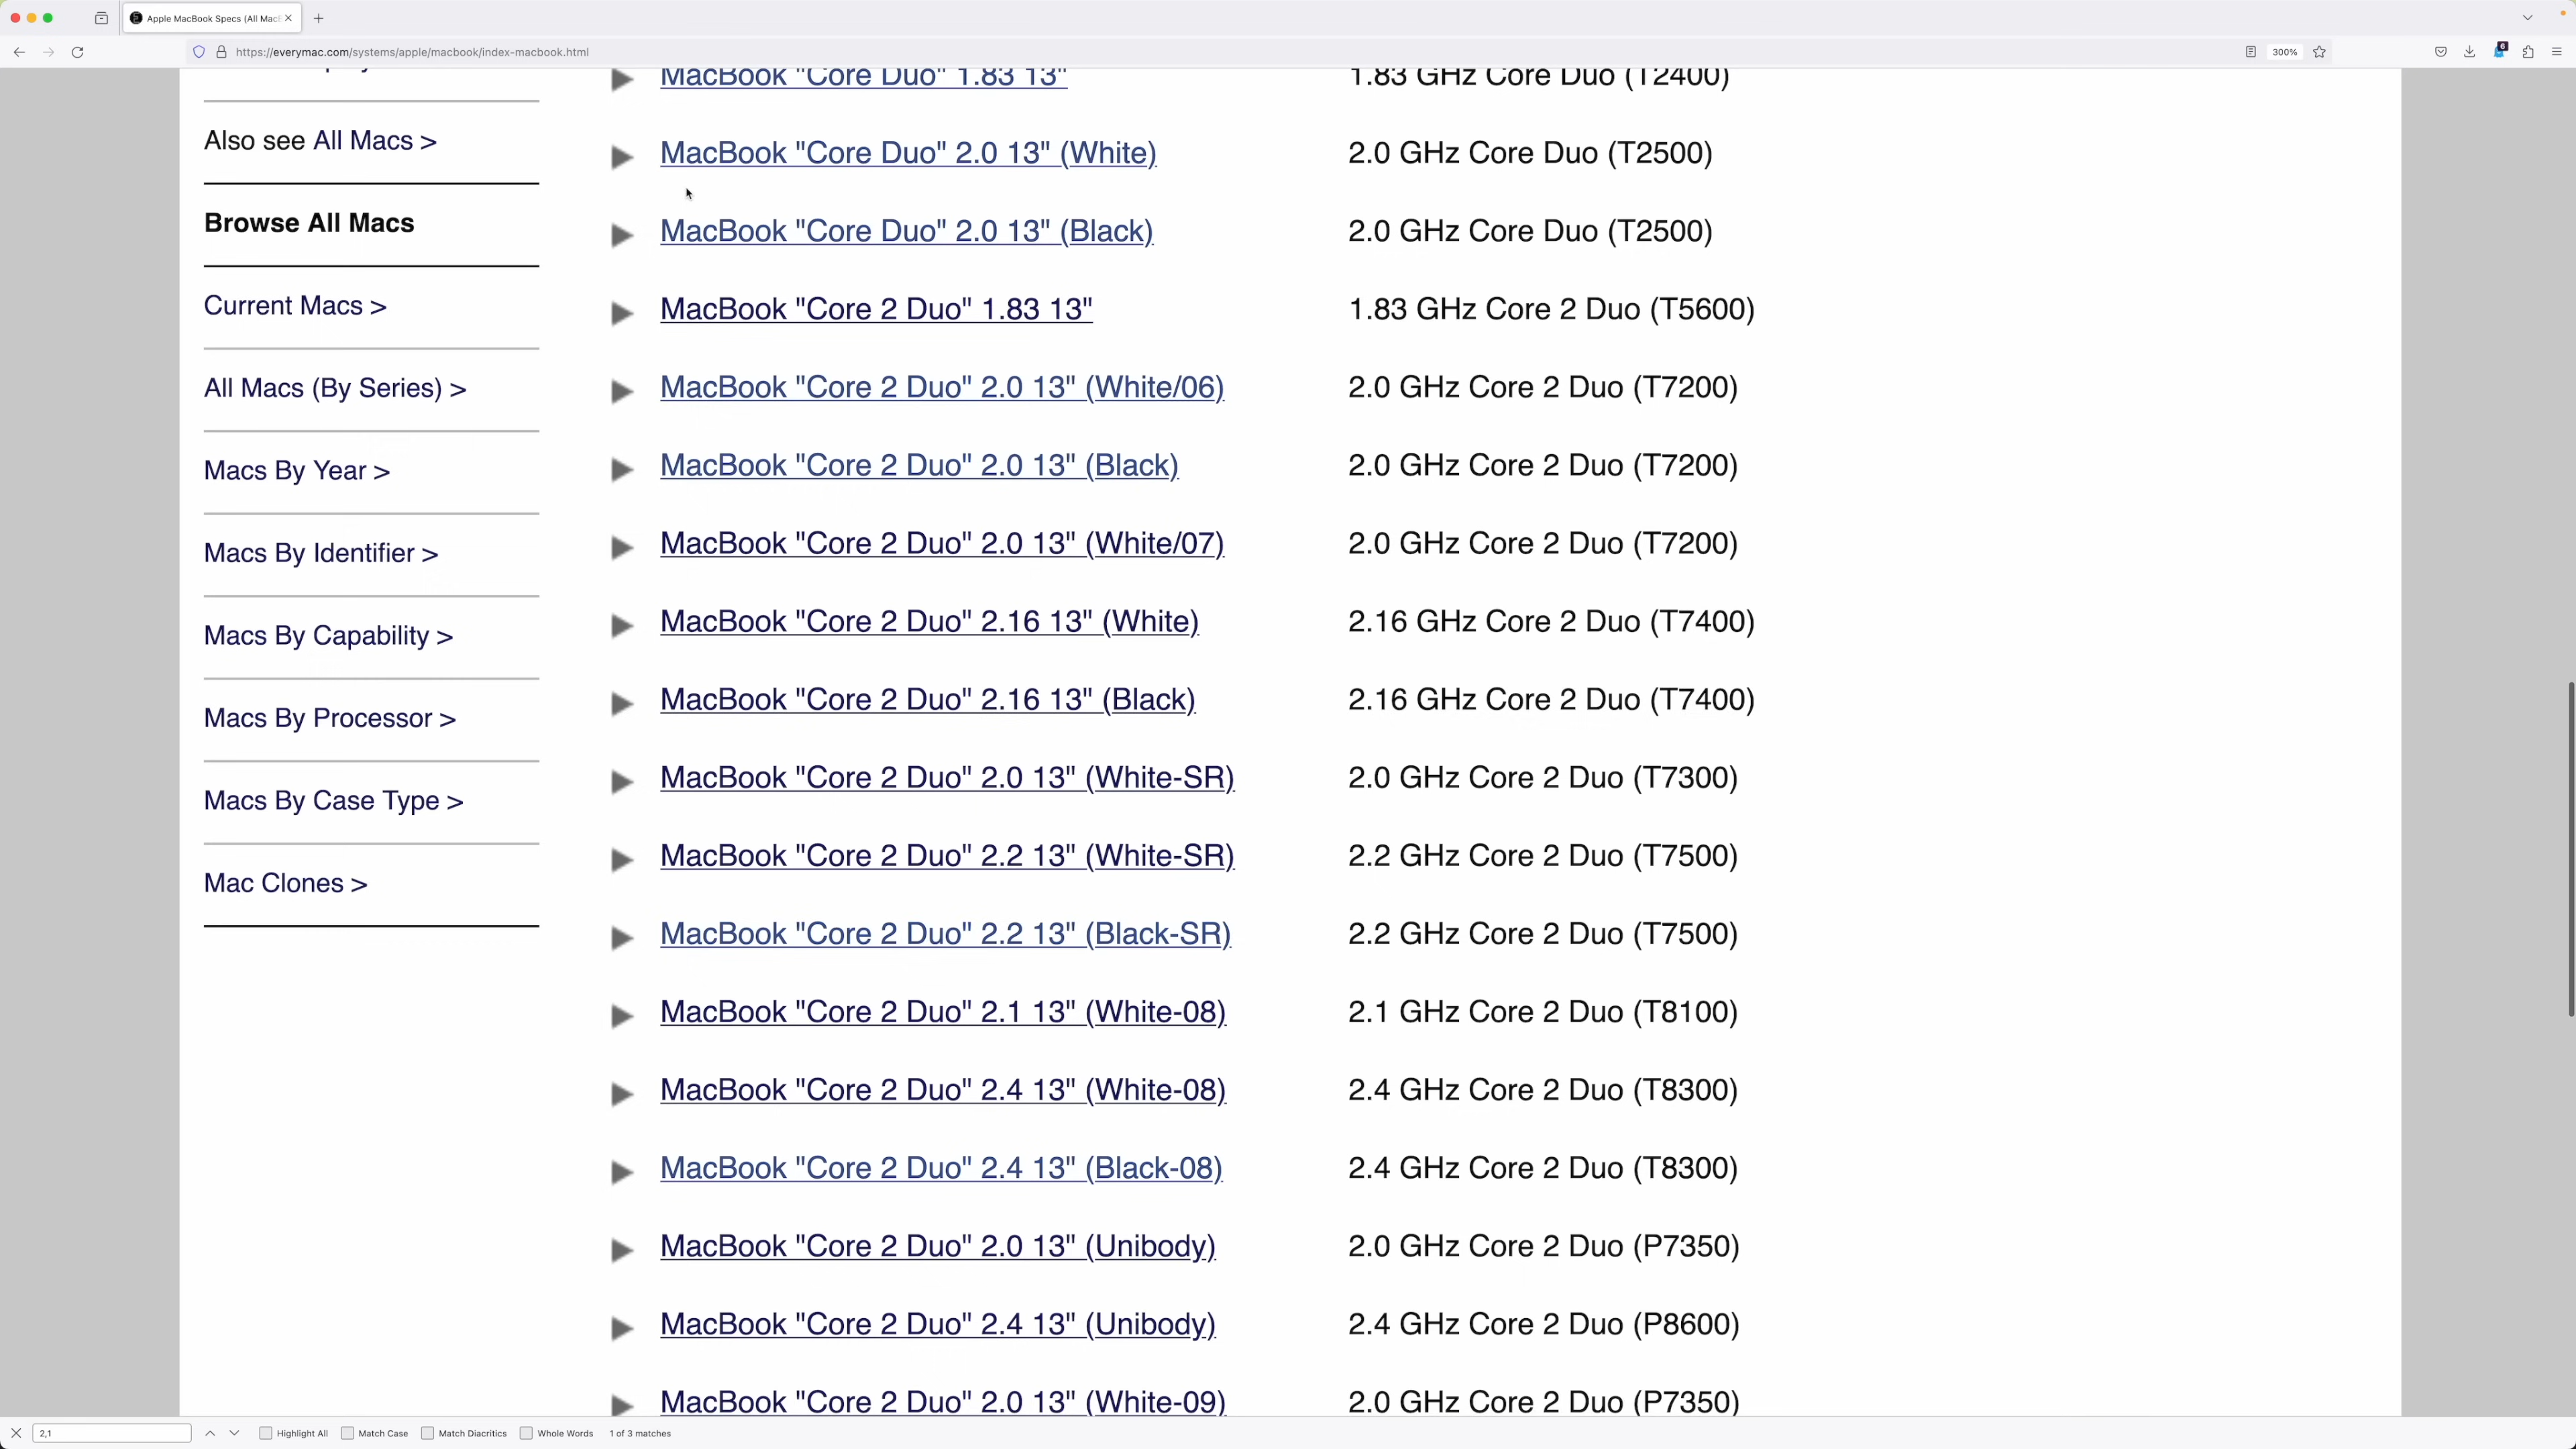 Apple MacBook Specs (All Mac
https://everymac.com/systems/apple/macbook/index-macbook.html
300%
6
MacBook "Core Duo" 1.83 13" 1.83 GHz Core Duo (T2400)
Also see All Macs >
MacBook "Core Duo" 2.0 13" (White) 2.0 GHz Core Duo (T2500)
Browse All Macs
MacBook "Core Duo" 2.0 13" (Black) 2.0 GHz Core Duo (T2500)
Current Macs >
MacBook "Core 2 Duo" 1.83 13" 1.83 GHz Core 2 Duo (T5600)
All Macs (By Series) >
MacBook "Core 2 Duo" 2.0 13" (White/06) 2.0 GHz Core 2 Duo (T7200)
Macs By Year >
MacBook "Core 2 Duo" 2.0 13" (Black) 2.0 GHz Core 2 Duo (T7200)
Macs By Identifier >
MacBook "Core 2 Duo" 2.0 13" (White/07) 2.0 GHz Core 2 Duo (T7200)
Macs By Capability >
MacBook "Core 2 Duo" 2.16 13" (White) 2.16 GHz Core 2 Duo (T7400)
Macs By Processor >
MacBook "Core 2 Duo" 2.16 13" (Black) 2.16 GHz Core 2 Duo (T7400)
Macs By Case Type >
MacBook "Core 2 Duo" 2.0 13" (White-SR) 2.0 GHz Core 2 Duo (T7300)
Mac Clones >
MacBook "Core 2 Duo" 2.2 13" (White-SR) 2.2 GHz Core 2 Duo (T7500)
MacBook "Core 2 Duo" 2.2 13" (Black-SR) 2.2 GHz Core 2 Duo (T7500)
MacBook "Core 2 Duo" 2.1 13" (White-08) 2.1 GHz Core 2 Duo (T8100)
MacBook "Core 2 Duo" 2.4 13" (White-08) 2.4 GHz Core 2 Duo (T8300)
MacBook "Core 2 Duo" 2.4 13" (Black-08) 2.4 GHz Core 2 Duo (T8300)
MacBook "Core 2 Duo" 2.0 13" (Unibody) 2.0 GHz Core 2 Duo (P7350)
MacBook "Core 2 Duo" 2.4 13" (Unibody) 2.4 GHz Core 2 Duo (P8600)
MacBook "Core 2 Duo" 2.0 13" (White-09) 2.0 GHz Core 2 Duo (P7350)
2,1 Highlight All Match Case Match Diacritics Whole Words 1 of 3 matches